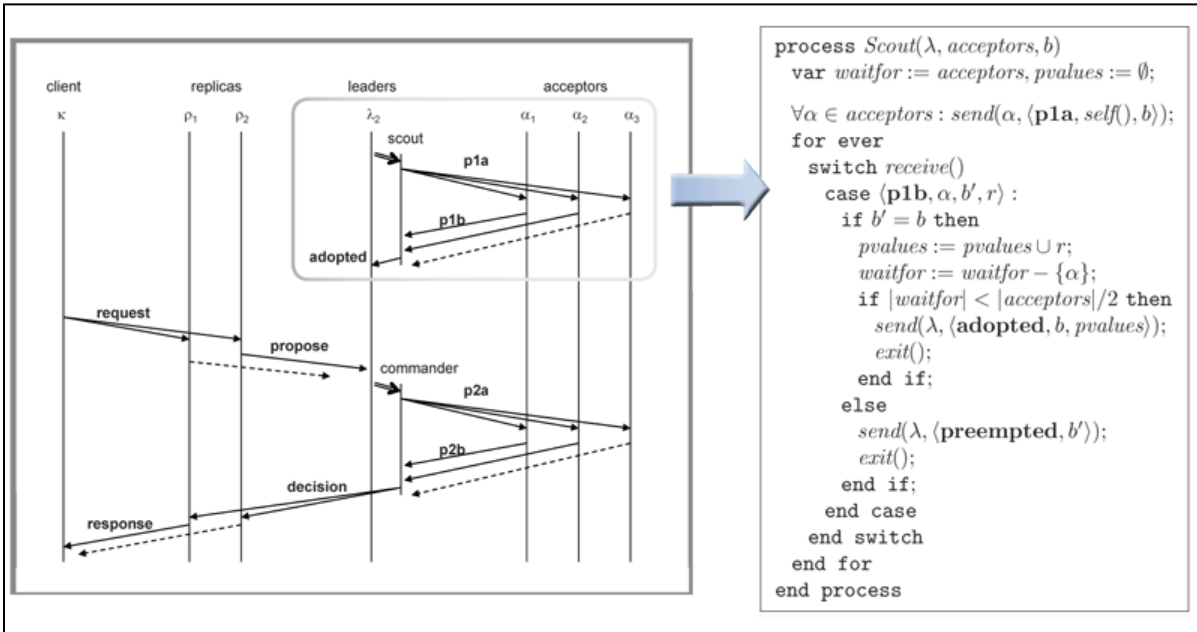 client replicas leaders acceptors
κ ρ1 ρ2 λ2 α1 α2 α3
scout
p1a
p1b
adopted
request
propose
commander
p2a
p2b
decision
response
process Scout(λ, acceptors, b)
var waitfor := acceptors, pvalues := ∅;
∀α ∈ acceptors : send(α, ⟨p1a, self(), b⟩);
for ever
switch receive()
case ⟨p1b, α, b′, r⟩ :
if b′ = b then
pvalues := pvalues ∪ r;
waitfor := waitfor − {α};
if |waitfor| < |acceptors|/2 then
send(λ, ⟨adopted, b, pvalues⟩);
exit();
end if;
else
send(λ, ⟨preempted, b′⟩);
exit();
end if;
end case
end switch
end for
end process